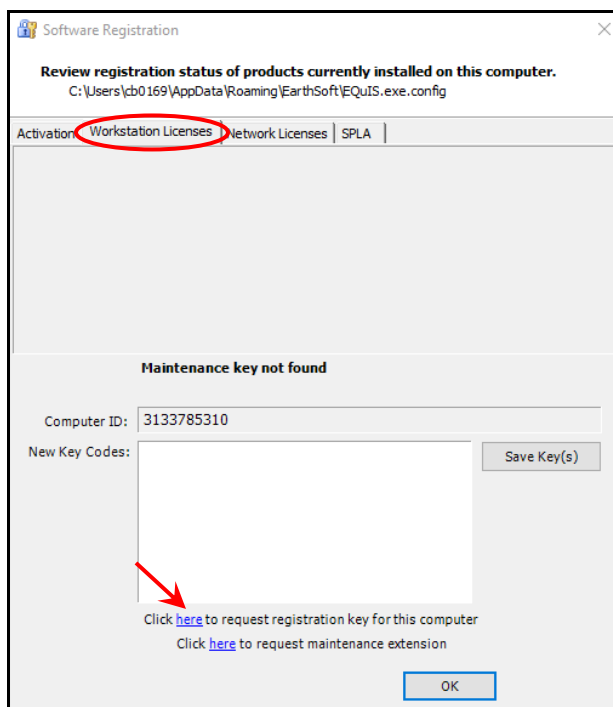 Software Registration
Review registration status of products currently installed on this computer.
C:\Users\cb0169\AppData\Roaming\EarthSoft\EQuIS.exe.config
Activation Workstation Licenses Network Licenses SPLA
Maintenance key not found
Computer ID: 3133785310
New Key Codes: Save Key(s)
Click here to request registration key for this computer
Click here to request maintenance extension
OK